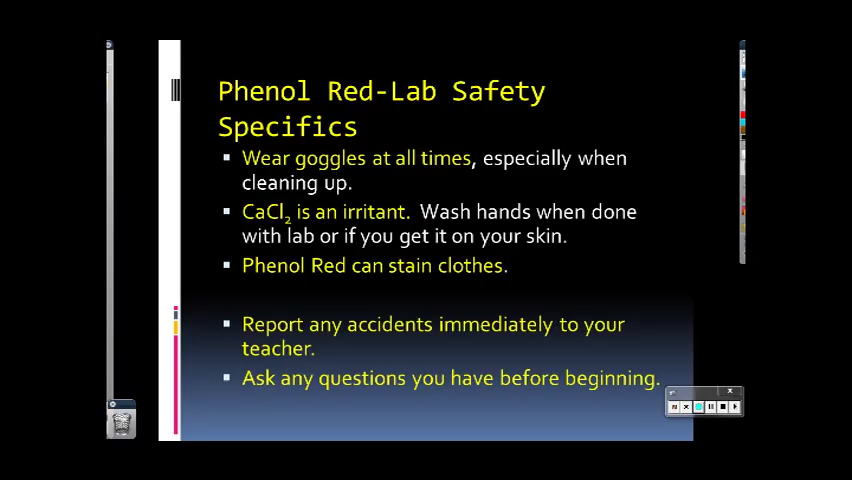 Phenol Red-Lab Safety
Specifics
▪ Wear goggles at all times, especially when
cleaning up.
▪ CaCl₂ is an irritant. Wash hands when done
with lab or if you get it on your skin.
▪ Phenol Red can stain clothes.
▪ Report any accidents immediately to your
teacher.
▪ Ask any questions you have before beginning.